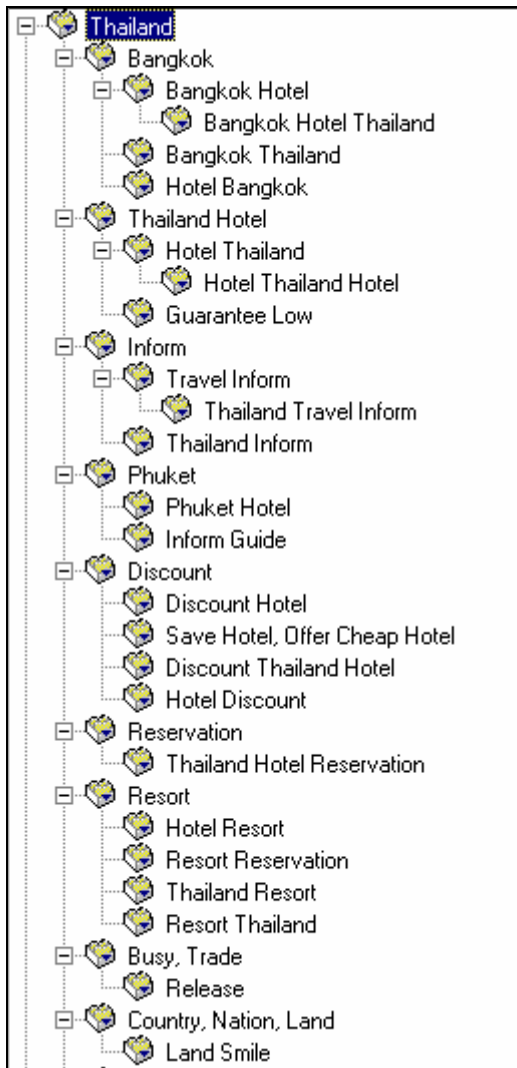 Thailand
Bangkok
Bangkok Hotel
Bangkok Hotel Thailand
Bangkok Thailand
Hotel Bangkok
Thailand Hotel
Hotel Thailand
Hotel Thailand Hotel
Guarantee Low
Inform
Travel Inform
Thailand Travel Inform
Thailand Inform
Phuket
Phuket Hotel
Inform Guide
Discount
Discount Hotel
Save Hotel, Offer Cheap Hotel
Discount Thailand Hotel
Hotel Discount
Reservation
Thailand Hotel Reservation
Resort
Hotel Resort
Resort Reservation
Thailand Resort
Resort Thailand
Busy, Trade
Release
Country, Nation, Land
Land Smile